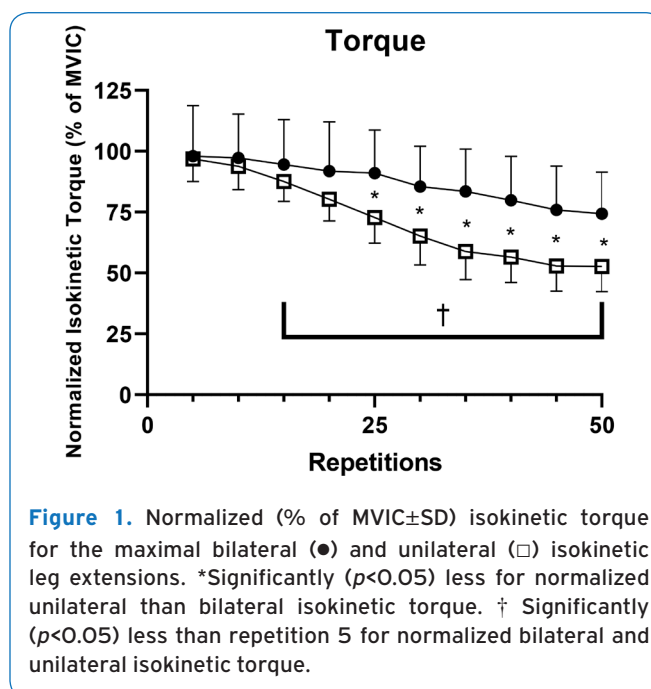 Torque
Normalized Isokinetic Torque (% of MVIC)
125
100
75
50
25
0
* * * * * *
†
0 25 50
Repetitions
Figure 1. Normalized (% of MVIC±SD) isokinetic torque
for the maximal bilateral (●) and unilateral (□) isokinetic
leg extensions. *Significantly (p<0.05) less for normalized
unilateral than bilateral isokinetic torque. † Significantly
(p<0.05) less than repetition 5 for normalized bilateral and
unilateral isokinetic torque.